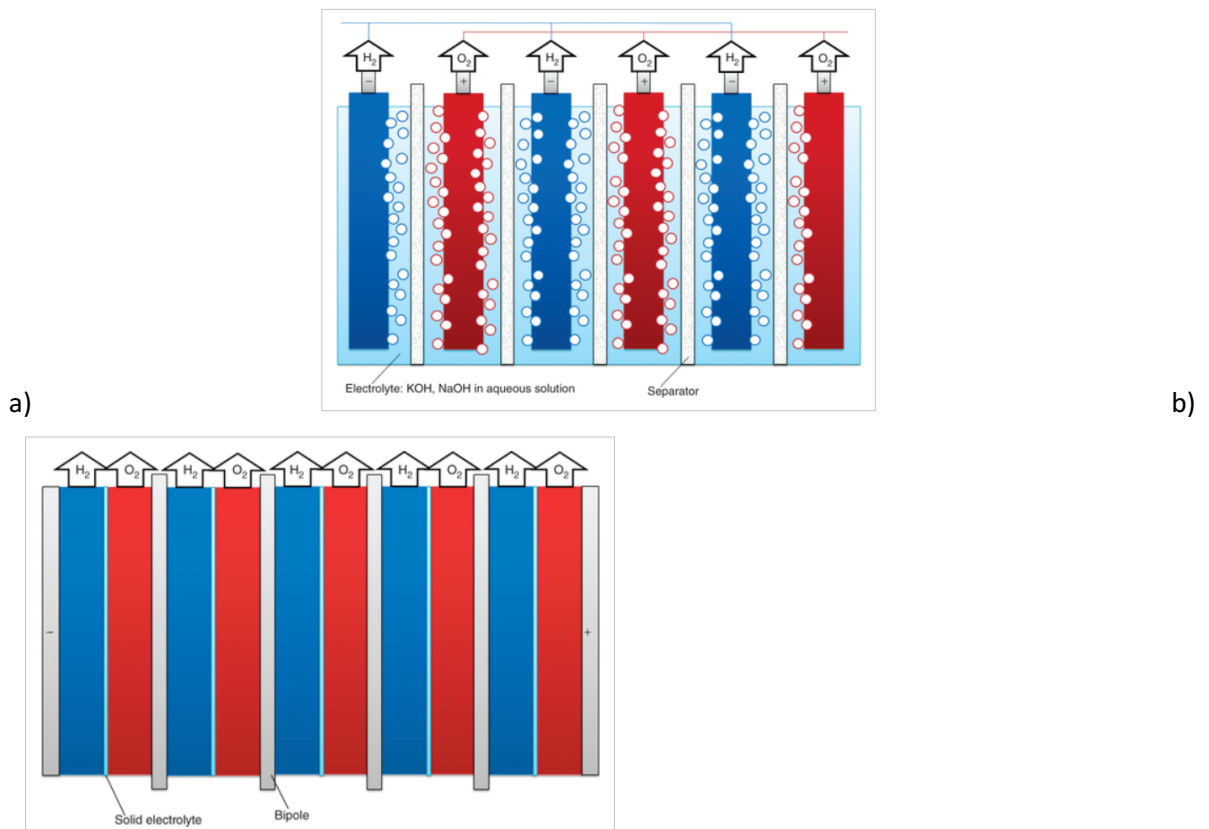 H2 O2 H2 O2 H2 O2
− + − + − +
Electrolyte: KOH, NaOH in aqueous solution Separator
a) b)
H2 O2 H2 O2 H2 O2 H2 O2 H2 O2
− +
Solid electrolyte Bipole